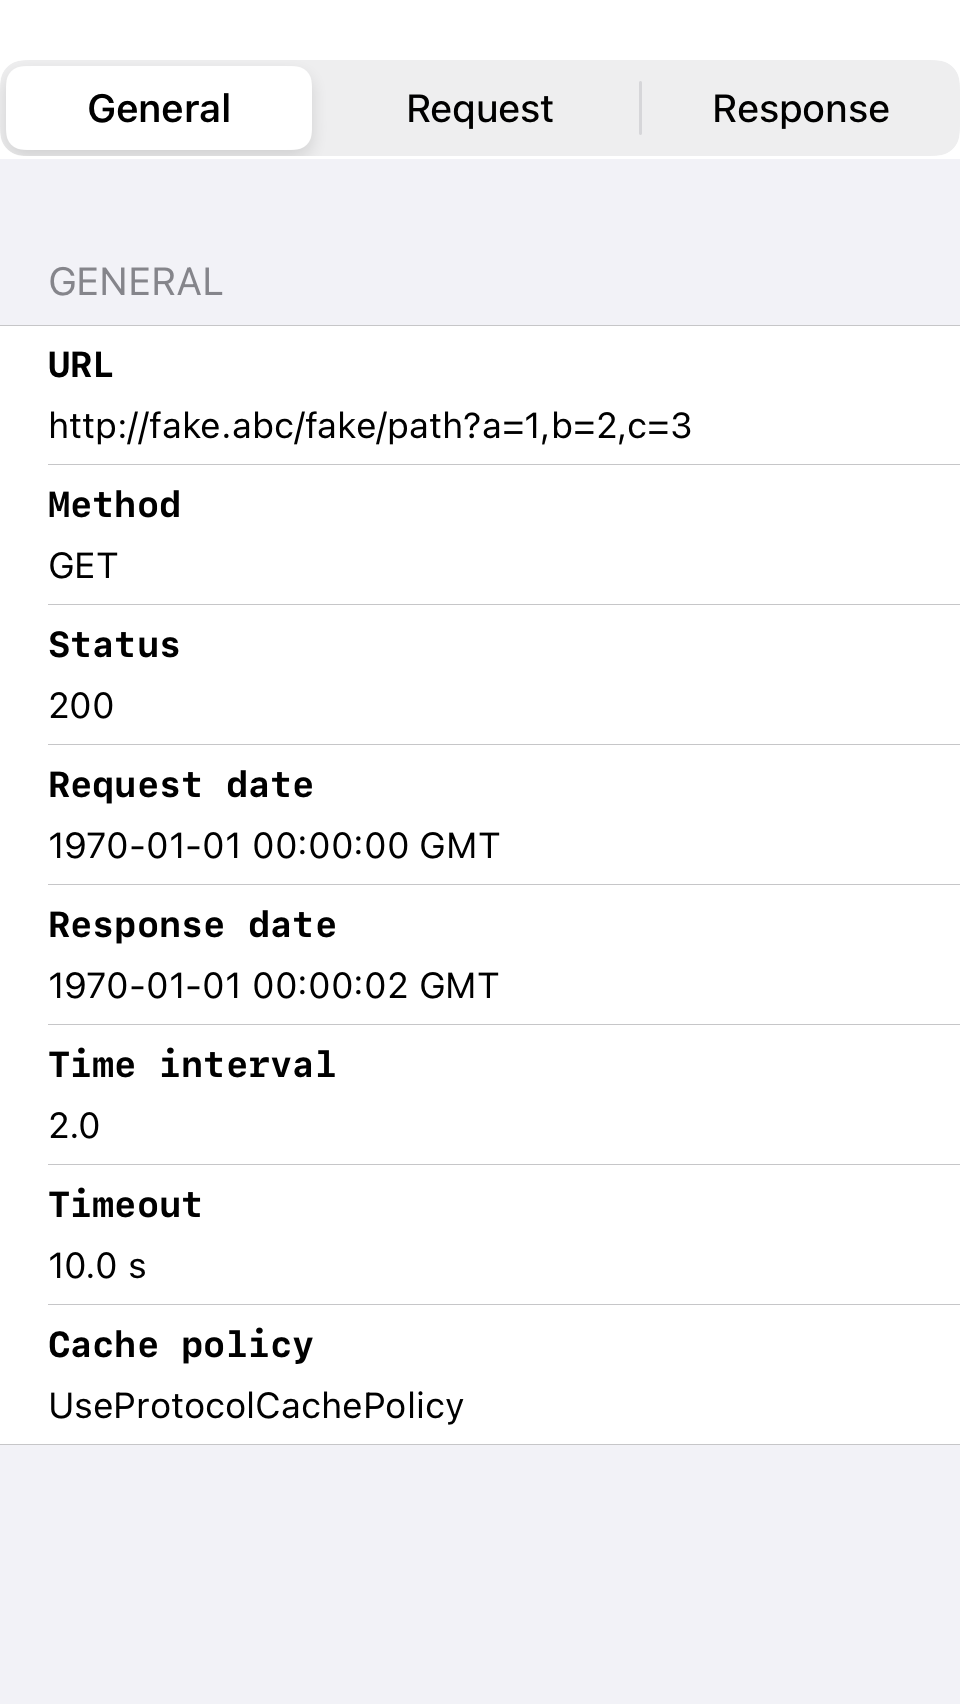 General Request Response
GENERAL
URL
http://fake.abc/fake/path?a=1,b=2,c=3
Method
GET
Status
200
Request date
1970-01-01 00:00:00 GMT
Response date
1970-01-01 00:00:02 GMT
Time interval
2.0
Timeout
10.0 s
Cache policy
UseProtocolCachePolicy